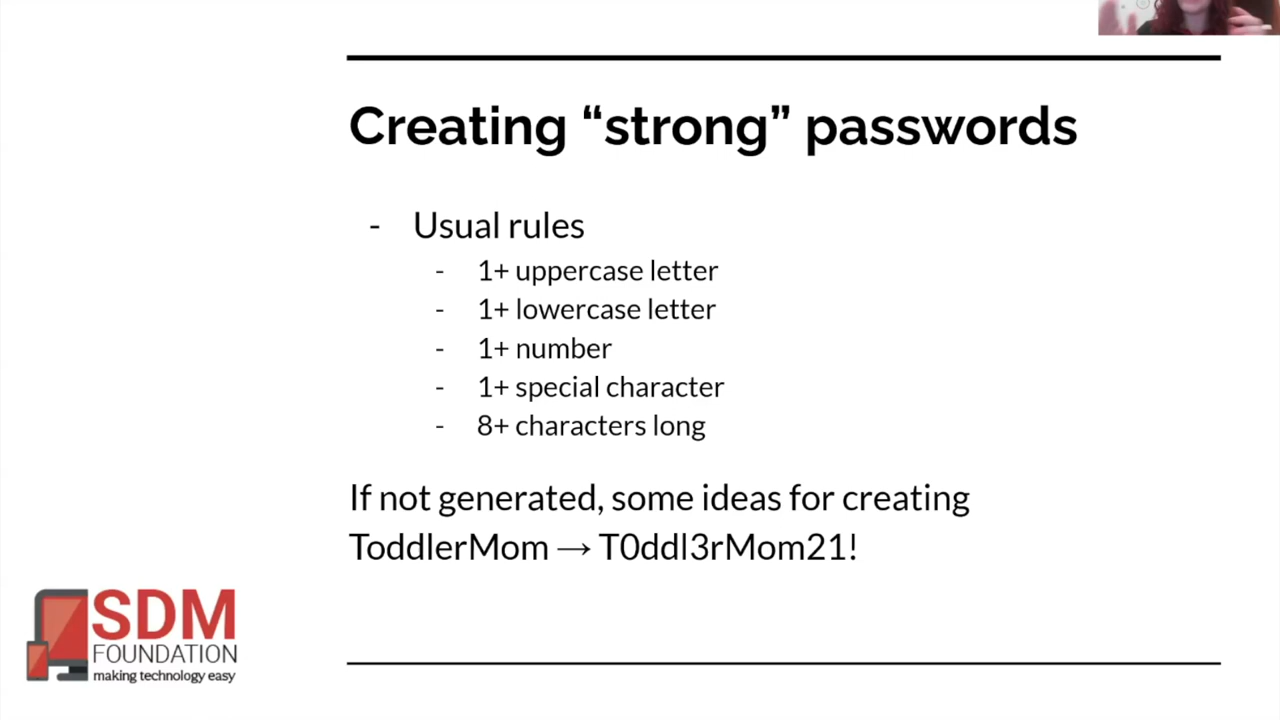 Creating “strong” passwords
- Usual rules
- 1+ uppercase letter
- 1+ lowercase letter
- 1+ number
- 1+ special character
- 8+ characters long
If not generated, some ideas for creating
ToddlerMom → T0ddl3rMom21!
SDM
FOUNDATION
making technology easy